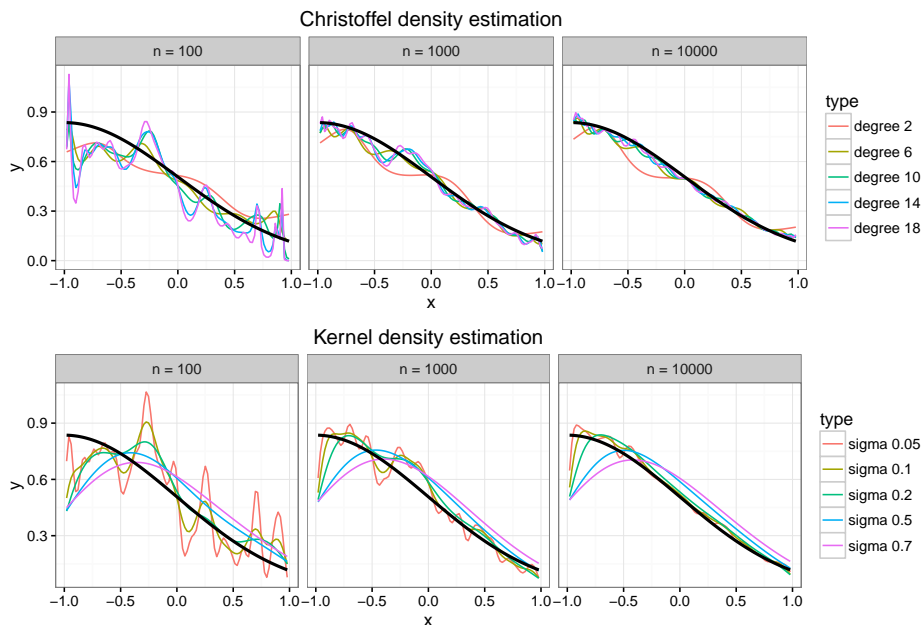 Christoffel density estimation
n = 100
n = 1000
n = 10000
y
0.9
0.6
0.3
0.0
−1.0 −0.5 0.0 0.5 1.0
−1.0 −0.5 0.0 0.5 1.0
−1.0 −0.5 0.0 0.5 1.0
x
type
degree 2
degree 6
degree 10
degree 14
degree 18
Kernel density estimation
n = 100
n = 1000
n = 10000
y
0.9
0.6
0.3
−1.0 −0.5 0.0 0.5 1.0
−1.0 −0.5 0.0 0.5 1.0
−1.0 −0.5 0.0 0.5 1.0
x
type
sigma 0.05
sigma 0.1
sigma 0.2
sigma 0.5
sigma 0.7